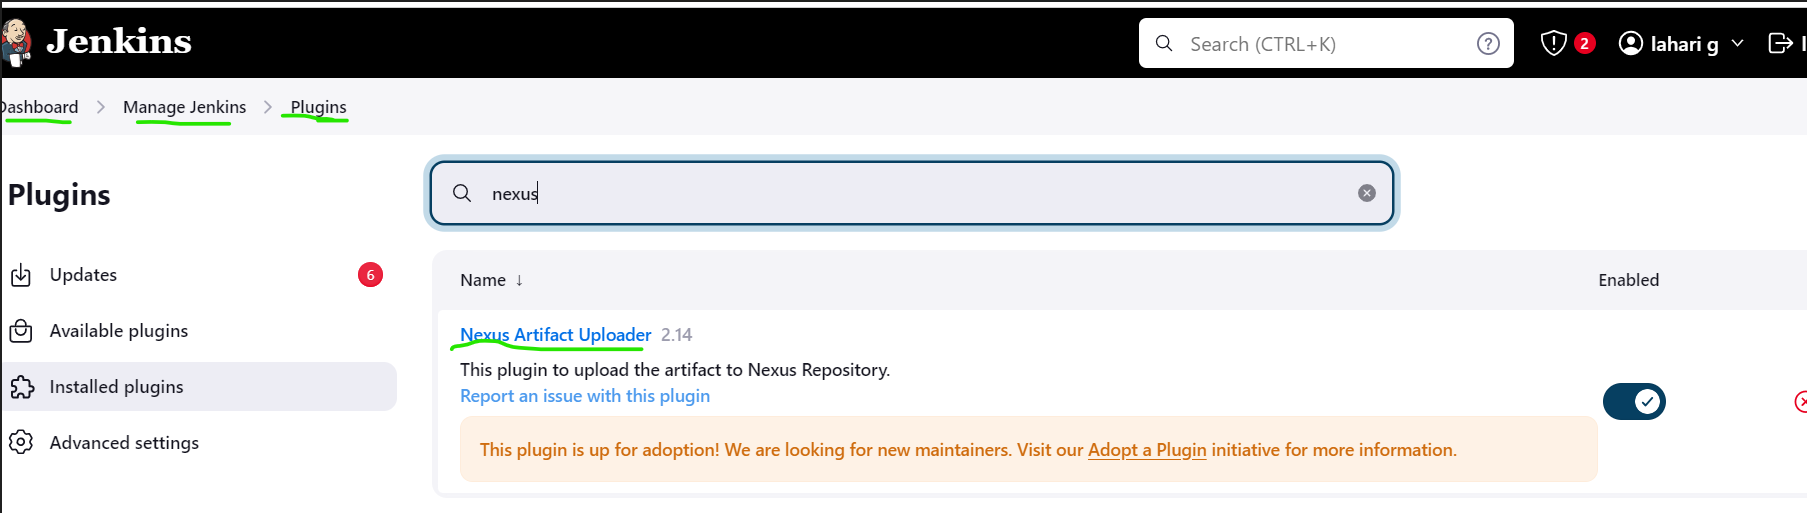 Jenkins
Search (CTRL+K)
2
lahari g
Dashboard
Manage Jenkins
Plugins
Plugins
Updates
6
Available plugins
Installed plugins
Advanced settings
nexus
Name ↓
Enabled
Nexus Artifact Uploader 2.14
This plugin to upload the artifact to Nexus Repository.
Report an issue with this plugin
This plugin is up for adoption! We are looking for new maintainers. Visit our Adopt a Plugin initiative for more information.